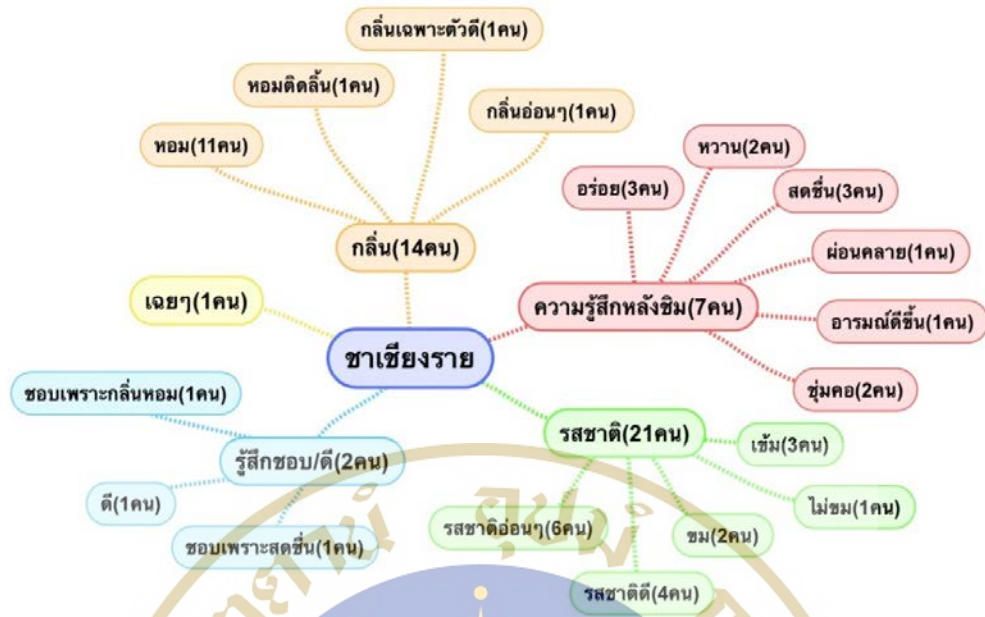 กลิ่นเฉพาะตัวดี(1คน)
หอมติดลิ้น(1คน)
กลิ่นอ่อนๆ(1คน)
หอม(11คน)
กลิ่น(14คน)
หวาน(2คน)
อร่อย(3คน)
สดชื่น(3คน)
ผ่อนคลาย(1คน)
ความรู้สึกหลังชิม(7คน)
อารมณ์ดีขึ้น(1คน)
ชุ่มคอ(2คน)
เฉยๆ(1คน)
ชาเชียงราย
ชอบเพราะกลิ่นหอม(1คน)
รู้สึกชอบ/ดี(2คน)
ดี(1คน)
ชอบเพราะสดชื่น(1คน)
รสชาติ(21คน)
เข้ม(3คน)
ไม่ขม(1คน)
ขม(2คน)
รสชาติอ่อนๆ(6คน)
รสชาติดี(4คน)